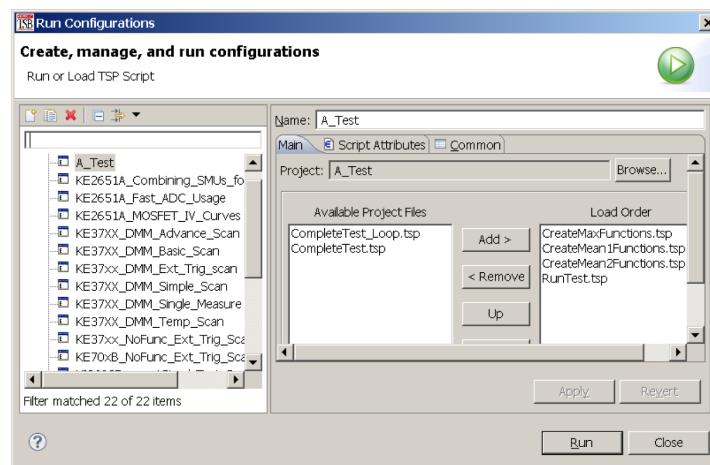 TSB Run Configurations
Create, manage, and run configurations
Run or Load TSP Script
Name: A_Test
Main Script Attributes Common
Project: A_Test Browse...
A_Test
KE2651A_Combining_SMUs_fo
KE2651A_Fast_ADC_Usage
KE2651A_MOSFET_IV_Curves
KE37XX_DMM_Advance_Scan
KE37XX_DMM_Basic_Scan
KE37xx_DMM_Ext_Trig_scan
KE37XX_DMM_Simple_Scan
KE37XX_DMM_Single_Measure
KE37XX_DMM_Temp_Scan
KE37xx_NoFunc_Ext_Trig_Sca
KE70xB_NoFunc_Ext_Trig_Sca
Filter matched 22 of 22 items
Available Project Files
CompleteTest_Loop.tsp
CompleteTest.tsp
Add >
< Remove
Up
Load Order
CreateMaxFunctions.tsp
CreateMean1Functions.tsp
CreateMean2Functions.tsp
RunTest.tsp
Apply Revert
? Run Close